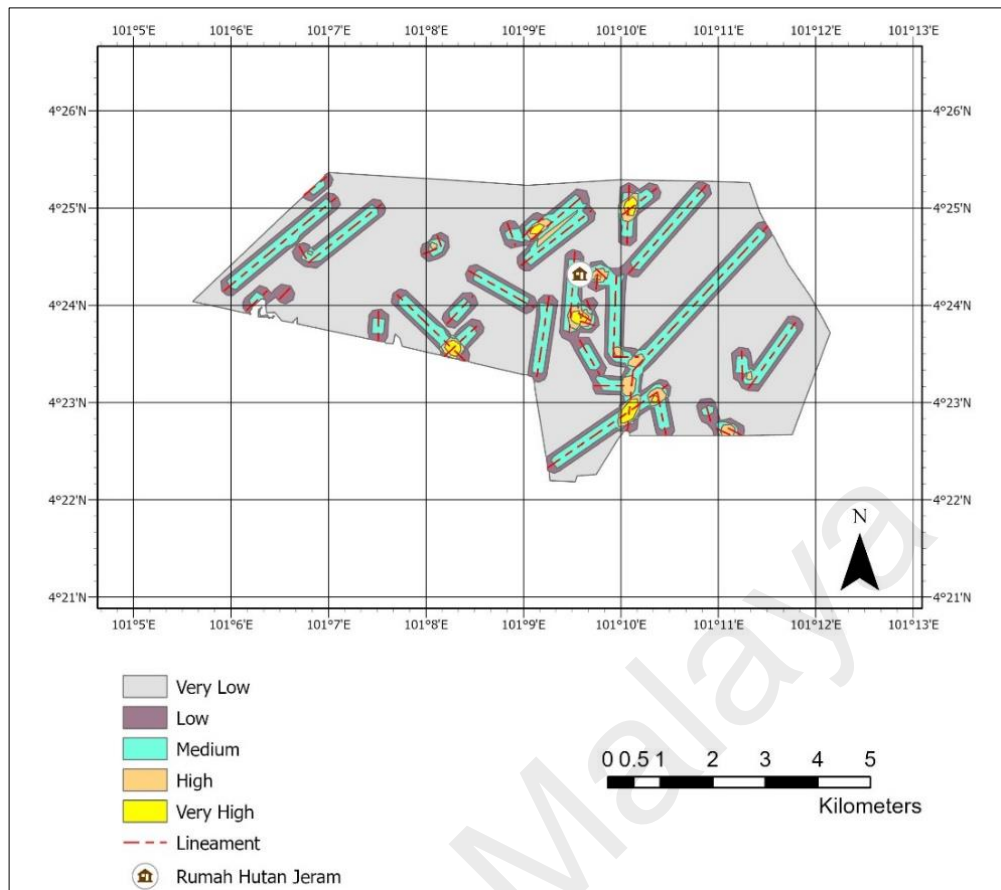 101°5'E 101°6'E 101°7'E 101°8'E 101°9'E 101°10'E 101°11'E 101°12'E 101°13'E
4°26'N 4°26'N
4°25'N 4°25'N
4°24'N 4°24'N
4°23'N 4°23'N
4°22'N 4°22'N
N
4°21'N 4°21'N
101°5'E 101°6'E 101°7'E 101°8'E 101°9'E 101°10'E 101°11'E 101°12'E 101°13'E
Very Low
Low
Medium
High
Very High
Lineament
Rumah Hutan Jeram
0 0.5 1 2 3 4 5
Kilometers
Malaya